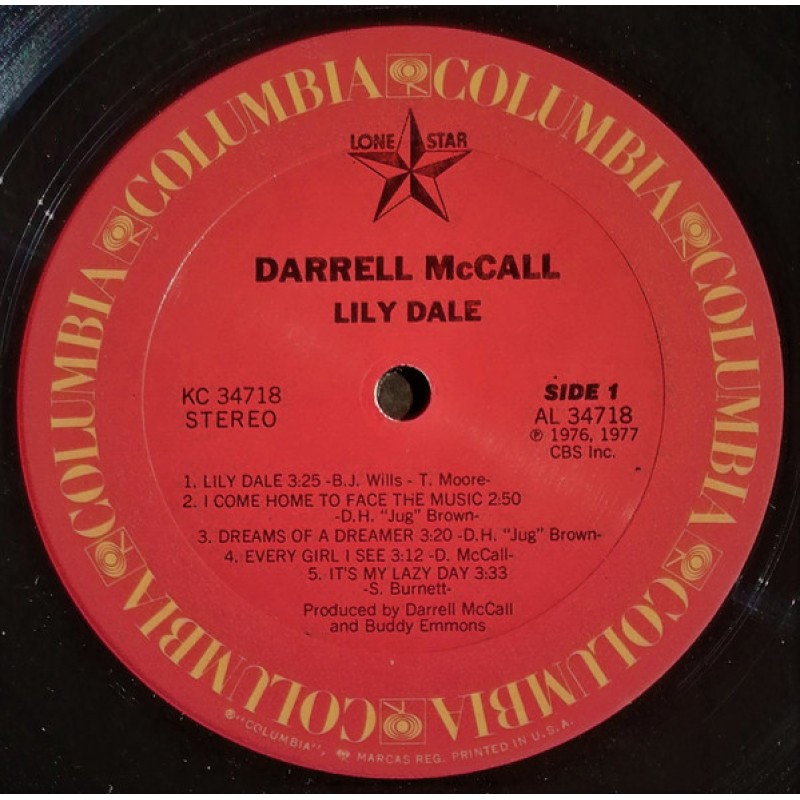 COLUMBIA COLUMBIA COLUMBIA COLUMBIA COLUMBIA COLUMBIA COLUMBIA COLUMBIA
LONE STAR
DARRELL McCALL
LILY DALE
KC 34718
STEREO
SIDE 1
AL 34718
℗ 1976, 1977
CBS Inc.
1. LILY DALE 3:25 -B.J. Wills - T. Moore-
2. I COME HOME TO FACE THE MUSIC 2:50
-D.H. "Jug" Brown-
3. DREAMS OF A DREAMER 3:20 -D.H. "Jug" Brown-
4. EVERY GIRL I SEE 3:12 -D. McCall-
5. IT'S MY LAZY DAY 3:33
-S. Burnett-
Produced by Darrell McCall
and Buddy Emmons
®"COLUMBIA", MARCAS REG. PRINTED IN U.S.A.